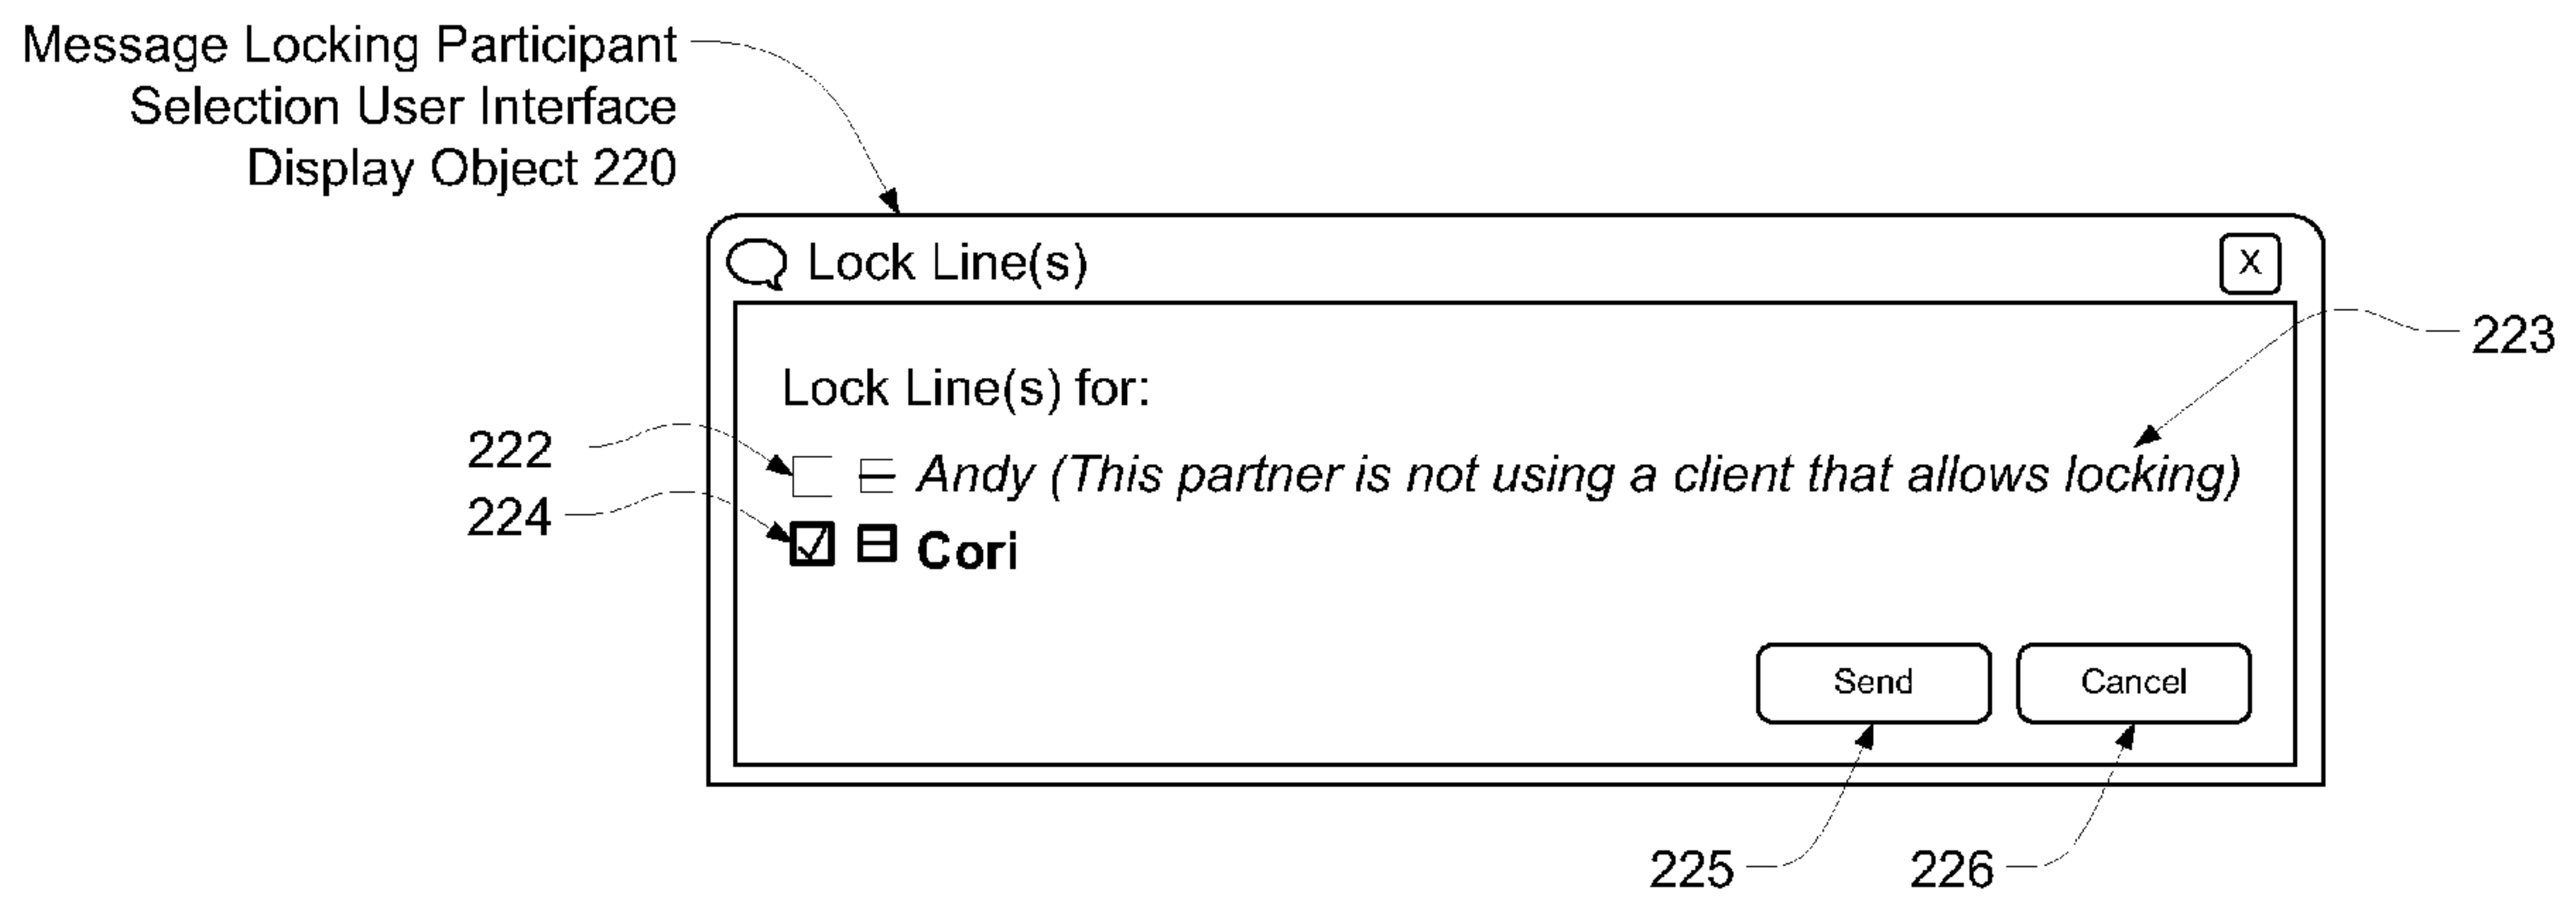 Message Locking Participant
Selection User Interface
Display Object 220
Lock Line(s)
X
223
Lock Line(s) for:
222
Andy (This partner is not using a client that allows locking)
224
Cori
Send
Cancel
225
226